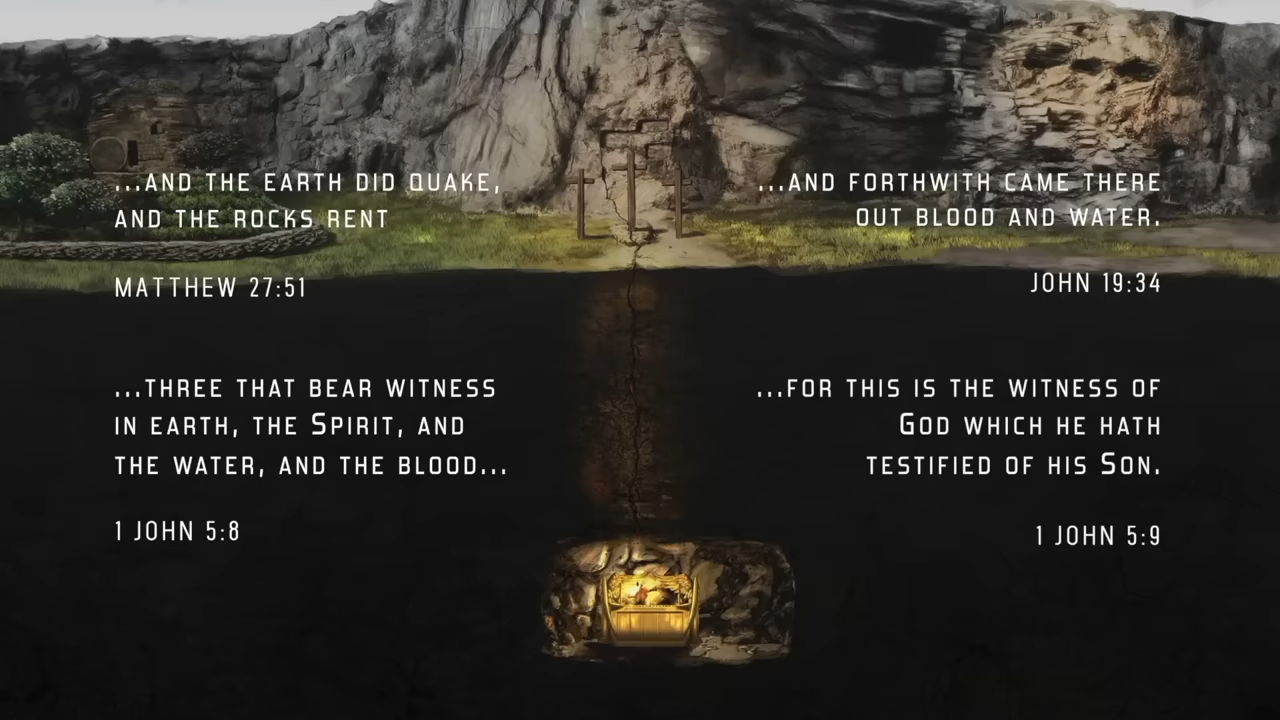 ...AND THE EARTH DID QUAKE,
AND THE ROCKS RENT
MATTHEW 27:51
...AND FORTHWITH CAME THERE
OUT BLOOD AND WATER.
JOHN 19:34
...THREE THAT BEAR WITNESS
IN EARTH, THE SPIRIT, AND
THE WATER, AND THE BLOOD...
1 JOHN 5:8
...FOR THIS IS THE WITNESS OF
GOD WHICH HE HATH
TESTIFIED OF HIS SON.
1 JOHN 5:9